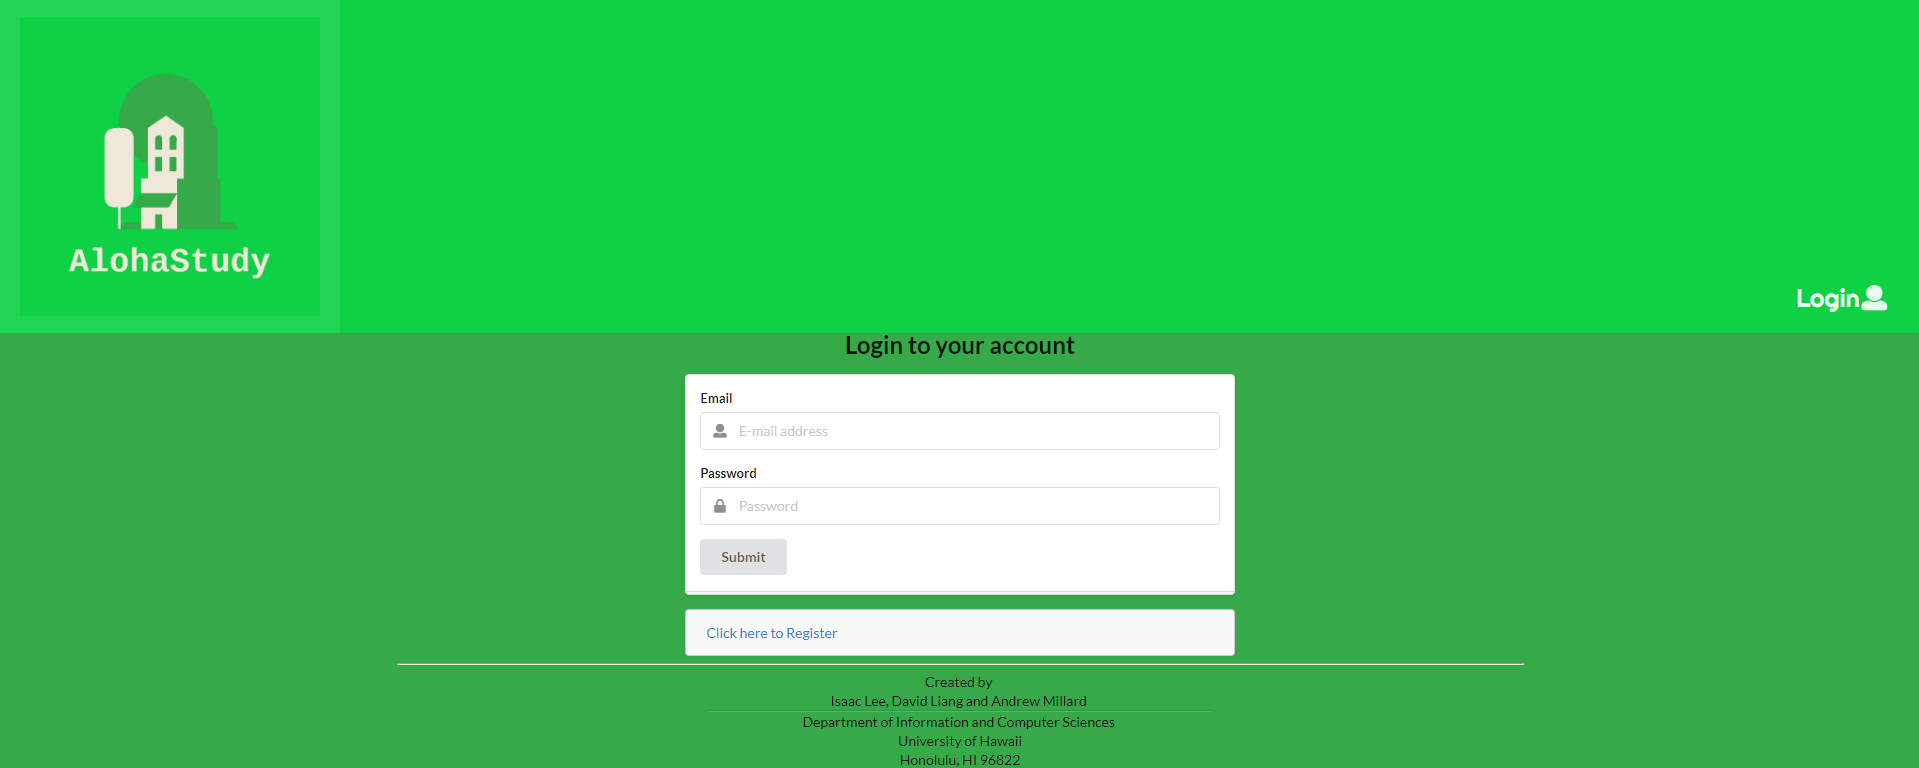 AlohaStudy
Login
Login to your account
Email
E-mail address
Password
Password
Submit
Click here to Register
Created by
Isaac Lee, David Liang and Andrew Millard
Department of Information and Computer Sciences
University of Hawaii
Honolulu, HI 96822